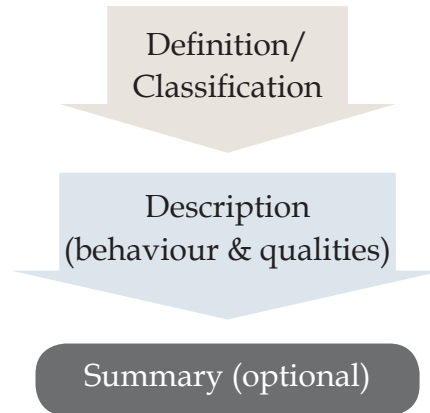 Definition/
Classification
Description
(behaviour & qualities)
Summary (optional)